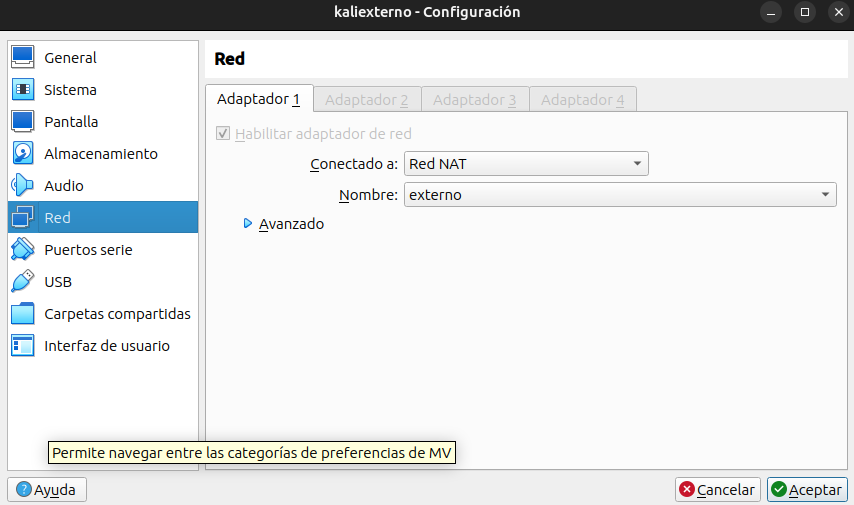 kaliexterno - Configuración
General
Sistema
Pantalla
Almacenamiento
Audio
Red
Puertos serie
USB
Carpetas compartidas
Interfaz de usuario
Red
Adaptador 1 Adaptador 2 Adaptador 3 Adaptador 4
Habilitar adaptador de red
Conectado a: Red NAT
Nombre: externo
Avanzado
Permite navegar entre las categorías de preferencias de MV
Ayuda Cancelar Aceptar